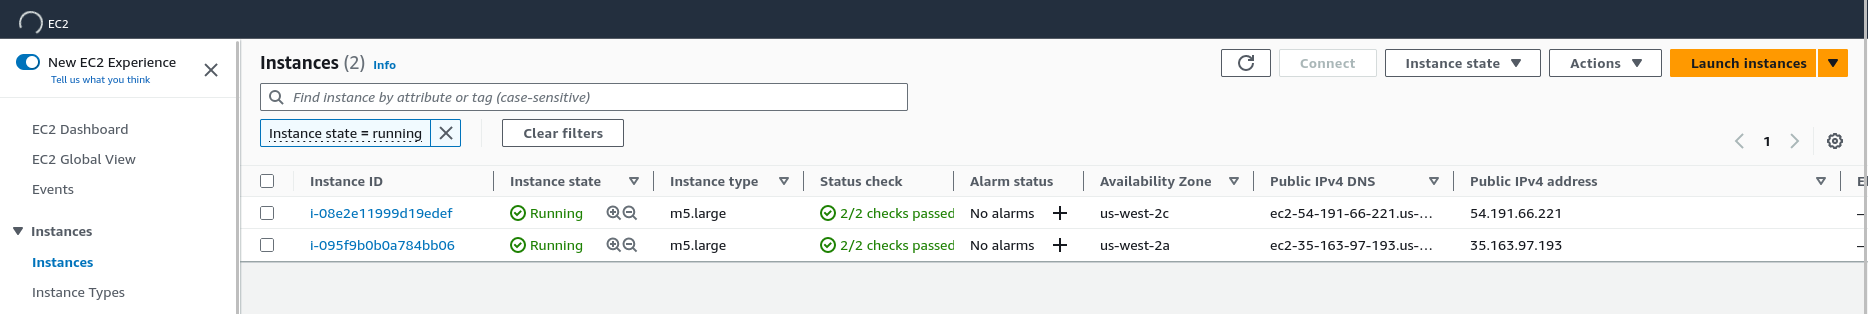 EC2
New EC2 Experience
Tell us what you think
EC2 Dashboard
EC2 Global View
Events
Instances
Instances
Instance Types
Instances (2) Info
Connect Instance state Actions Launch instances
Find instance by attribute or tag (case-sensitive)
Instance state = running Clear filters
1
Instance ID Instance state Instance type Status check Alarm status Availability Zone Public IPv4 DNS Public IPv4 address
i-08e2e11999d19edef Running m5.large 2/2 checks passed No alarms us-west-2c ec2-54-191-66-221.us-... 54.191.66.221 –
i-095f9b0b0a784bb06 Running m5.large 2/2 checks passed No alarms us-west-2a ec2-35-163-97-193.us-... 35.163.97.193 –